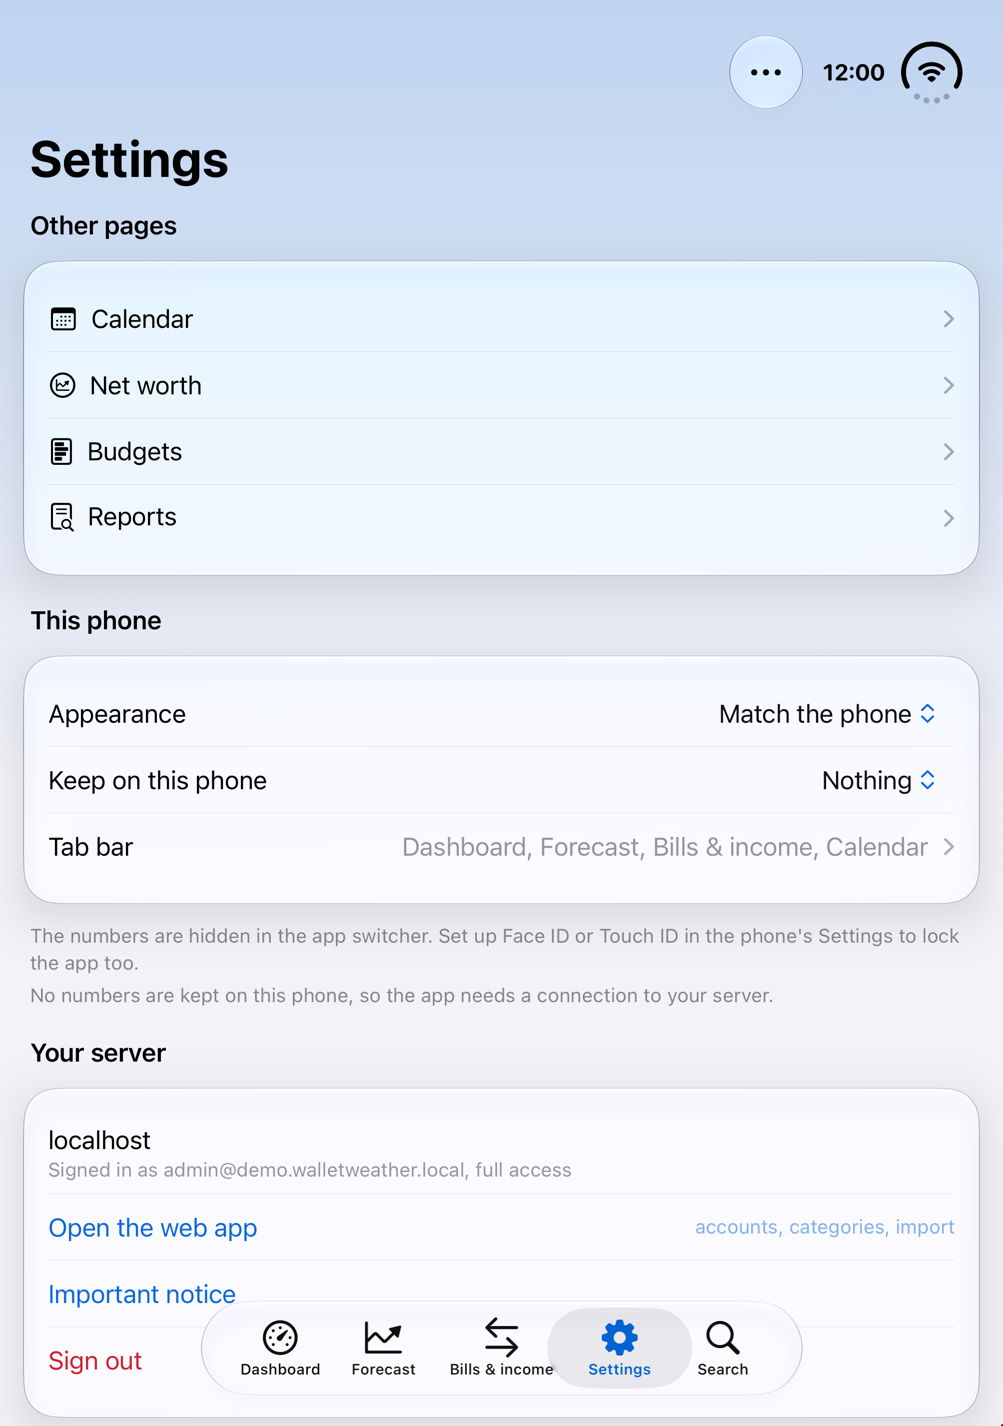 12:00
Settings
Other pages
Calendar
Net worth
Budgets
Reports
This phone
Appearance Match the phone
Keep on this phone Nothing
Tab bar Dashboard, Forecast, Bills & income, Calendar
The numbers are hidden in the app switcher. Set up Face ID or Touch ID in the phone's Settings to lock
the app too.
No numbers are kept on this phone, so the app needs a connection to your server.
Your server
localhost
Signed in as admin@demo.walletweather.local, full access
Open the web app accounts, categories, import
Important notice
Sign out
Dashboard Forecast Bills & income Settings Search